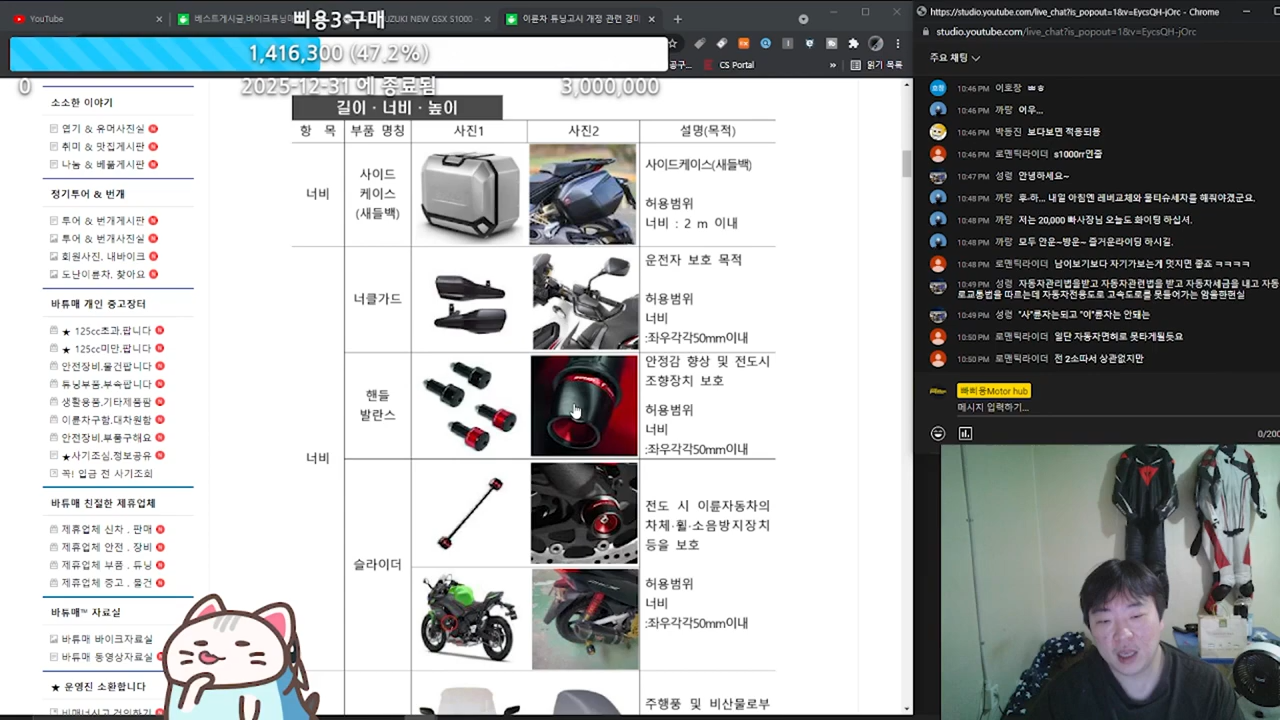 YouTube
베스트게시글,바이크튜닝매
UZUKI NEW GSX S1000
이륜차 튜닝고시 개정 관련 경미
삐용3 구매
1,416,300 (47.2%)
0
2025-12-31 에 종료됨
3,000,000
CS Portal
읽기 목록
소소한 이야기
엽기 & 유머사진실
취미 & 맛집게시판
나눔 & 베풂게시판
정기투어 & 번개
투어 & 번개게시판
투어 & 번개사진실
회원사진, 내바이크
도난이륜차, 찾아요
바튜매 개인 중고장터
★ 125cc초과,팝니다
★ 125cc미만,팝니다
안전장비,물건팝니다
튜닝부품,부속팝니다
생활용품,기타제품팜
이륜차구함,대차원함
안전장비,부품구해요
★사기조심,정보공유
꼭! 입금 전 사기조회
바튜매 친절한 제휴업체
제휴업체 신차 . 판매
제휴업체 안전 . 장비
제휴업체 부품 . 튜닝
제휴업체 중고 . 물건
바튜매™ 자료실
바튜매 바이크자료실
바튜매 동영상자료실
★ 운영진 소환합니다
길이 · 너비 · 높이
항 목
부품 명칭
사진1
사진2
설명(목적)
너비
사이드
케이스
(새들백)
사이드케이스(새들백)
허용범위
너비 : 2 m 이내
너클가드
운전자 보호 목적
허용범위
너비
:좌우각각50mm이내
너비
핸들
발란스
안정감 향상 및 전도시
조향장치 보호
허용범위
너비
:좌우각각50mm이내
슬라이더
전도 시 이륜자동차의
차체·휠·소음방지장치
등을 보호
허용범위
너비
:좌우각각50mm이내
주행풍 및 비산물로부
https://studio.youtube.com/live_chat?is_popout=1&v=EycsQH-jOrc - Chrome
studio.youtube.com/live_chat?is_popout=1&v=EycsQH-jOrc
주요 채팅
10:46 PM 이호장 ㅃㅎ
10:46 PM 까랑 이우...
10:46 PM 박동진 보다보면 적응되용
10:46 PM 로맨틱라이더 s1000rr인줄
10:47 PM 성령 안녕하세요~
10:48 PM 까랑 후-하... 내일 아침엔 레버교체와 물티슈세차를 해줘야겠군요.
10:48 PM 까랑 저는 20,000 빠사장님 오늘도 화이팅 하십셔.
10:48 PM 까랑 모두 안운~방운~ 즐거운라이딩 하시길.
10:48 PM 로맨틱라이더 남이보기보다 자기가보는게 멋지면 좋죠 ㅋㅋㅋㅋ
10:49 PM 성령 자동차관리법을받고 자동차관련법을 받고 자동차세금을 내고 자동
로교통법을 따르는데 자동차전용도로 고속도로를 못들어가는 암울한현실
10:49 PM 성령 "사"륜자는되고 "이"륜자는 안돼는
10:50 PM 로맨틱라이더 일단 자동차면허로 못타게될듯요
10:50 PM 로맨틱라이더 전 2소따서 상관없지만
빠삐용Motor hub
메시지 입력하기...
0/200